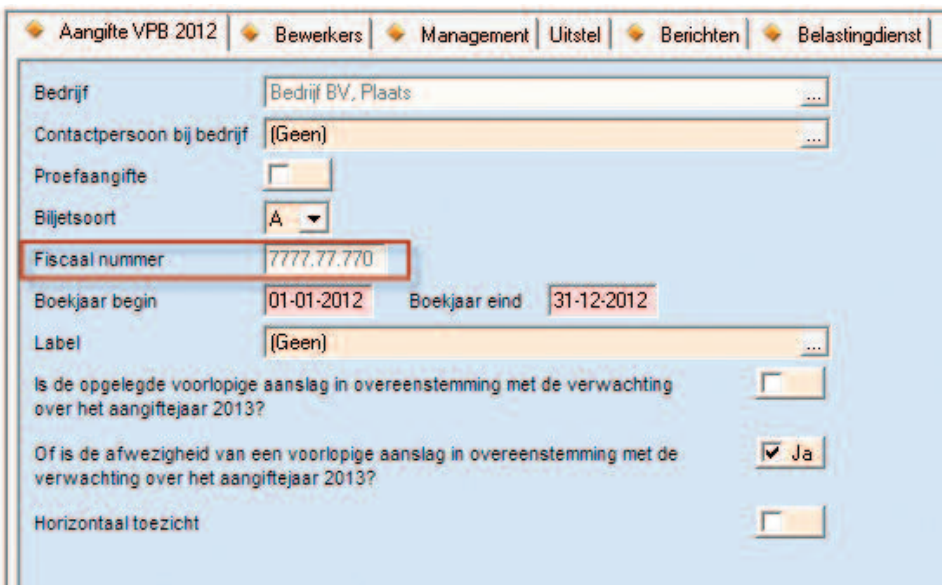 Aangifte VPB 2012 Bewerkers Management Uitstel Berichten Belastingdienst
Bedrijf Bedrijf BV, Plaats ...
Contactpersoon bij bedrijf (Geen) ...
Proefaangifte
Biljetsoort A
Fiscaal nummer 7777.77.770
Boekjaar begin 01-01-2012 Boekjaar eind 31-12-2012
Label (Geen) ...
Is de opgelegde voorlopige aanslag in overeenstemming met de verwachting
over het aangiftejaar 2013?
Of is de afwezigheid van een voorlopige aanslag in overeenstemming met de Ja
verwachting over het aangiftejaar 2013?
Horizontaal toezicht